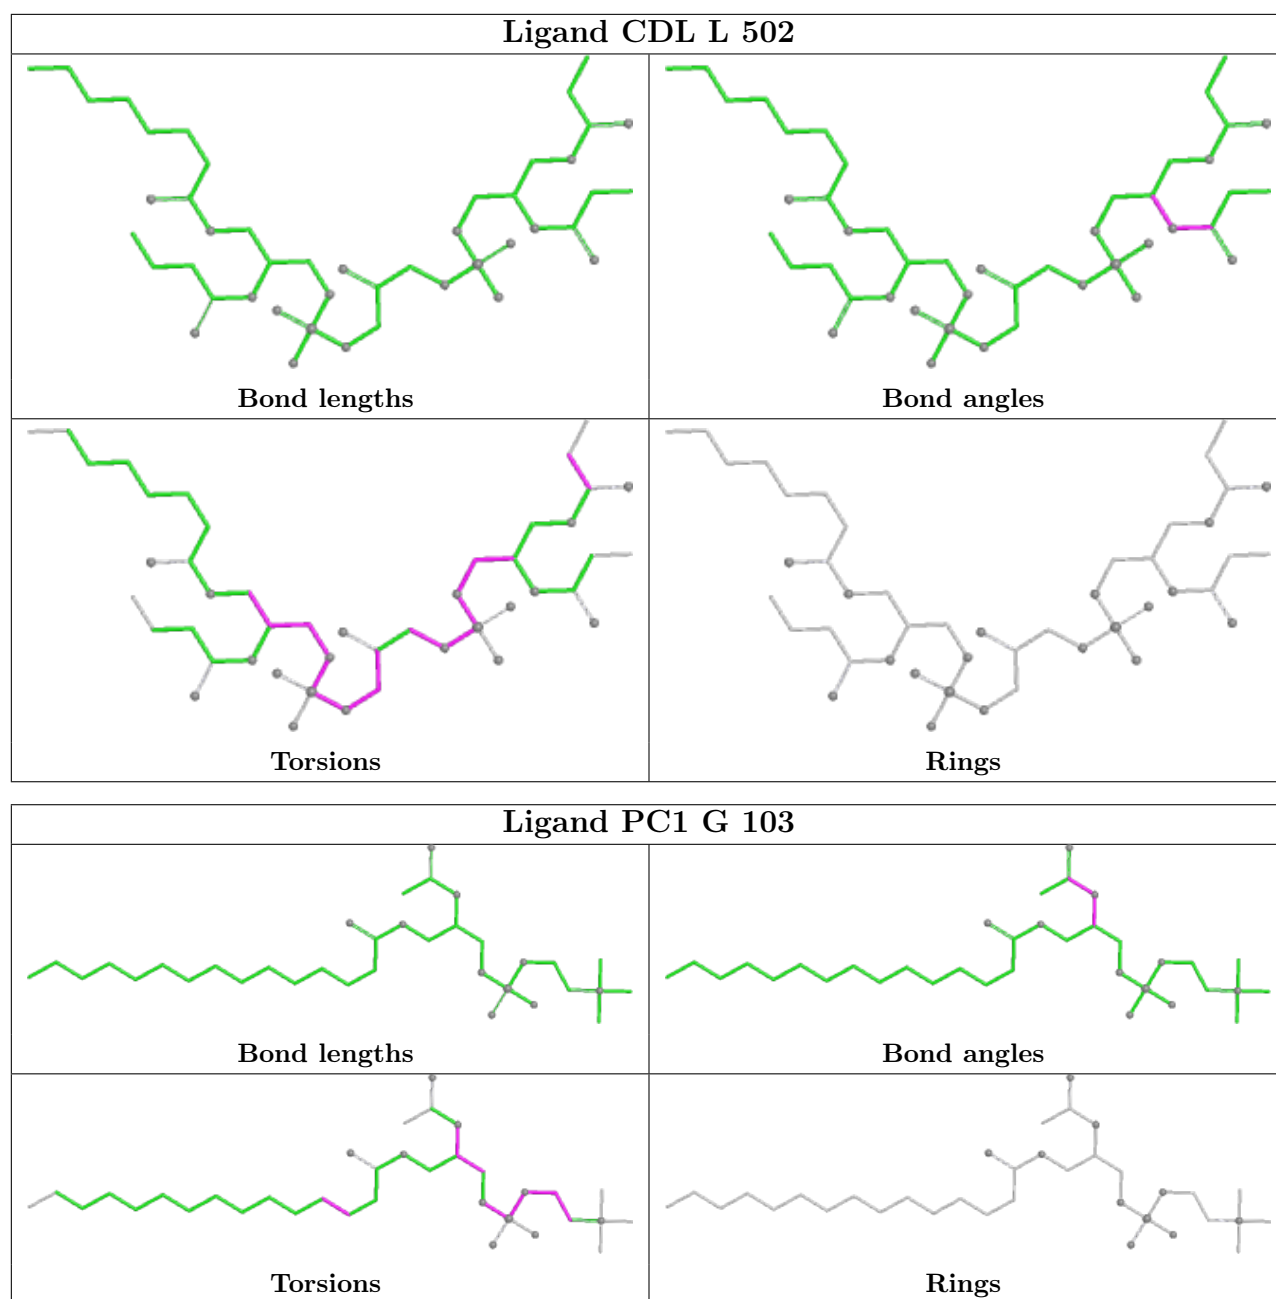 Ligand CDL L 502
Bond lengths
Bond angles
Torsions
Rings
Ligand PC1 G 103
Bond lengths
Bond angles
Torsions
Rings